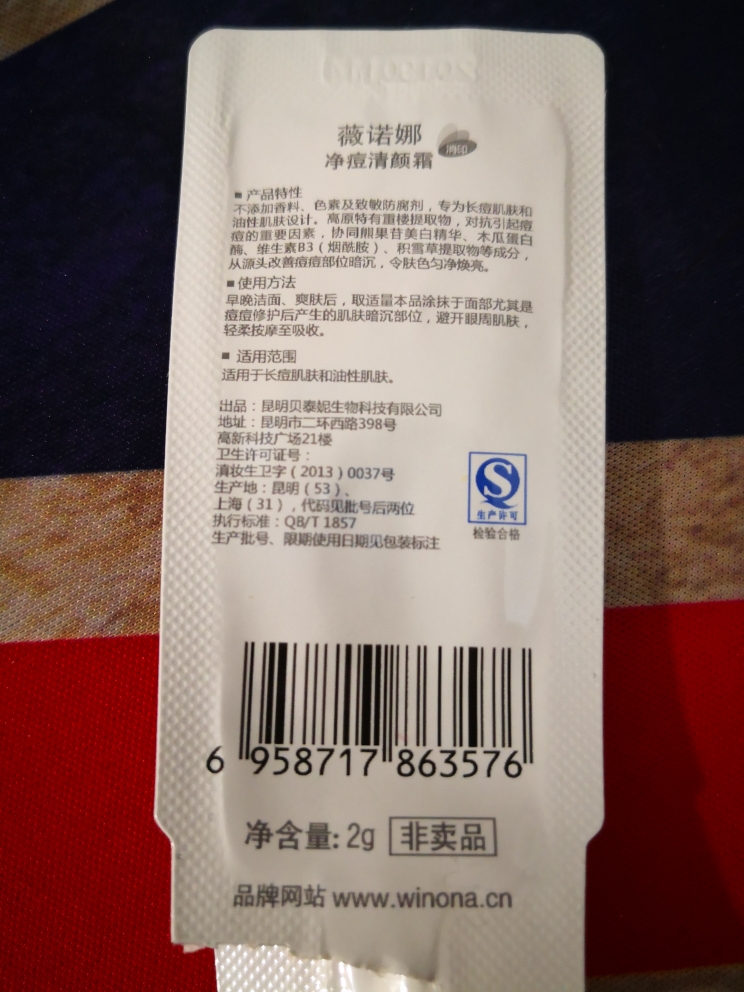 薇诺娜
消印
净痘清颜霜
■ 产品特性
不添加香料、色素及致敏防腐剂，专为长痘肌肤和
油性肌肤设计。高原特有重楼提取物，对抗引起痘
痘的重要因素，协同熊果苷美白精华、木瓜蛋白
酶、维生素B3（烟酰胺）、积雪草提取物等成分，
从源头改善痘痘部位暗沉，令肤色匀净焕亮。
■ 使用方法
早晚洁面、爽肤后，取适量本品涂抹于面部尤其是
痘痘修护后产生的肌肤暗沉部位，避开眼周肌肤，
轻柔按摩至吸收。
■ 适用范围
适用于长痘肌肤和油性肌肤。
出品：昆明贝泰妮生物科技有限公司
地址：昆明市二环西路398号
高新科技广场21楼
卫生许可证号：
滇妆生卫字（2013）0037号
生产地：昆明（53）、
上海（31），代码见批号后两位
执行标准：QB/T 1857
生产批号、限期使用日期见包装标注
S
生产许可
检验合格
6 958717 863576
净含量: 2g 非卖品
品牌网站 www.winona.cn